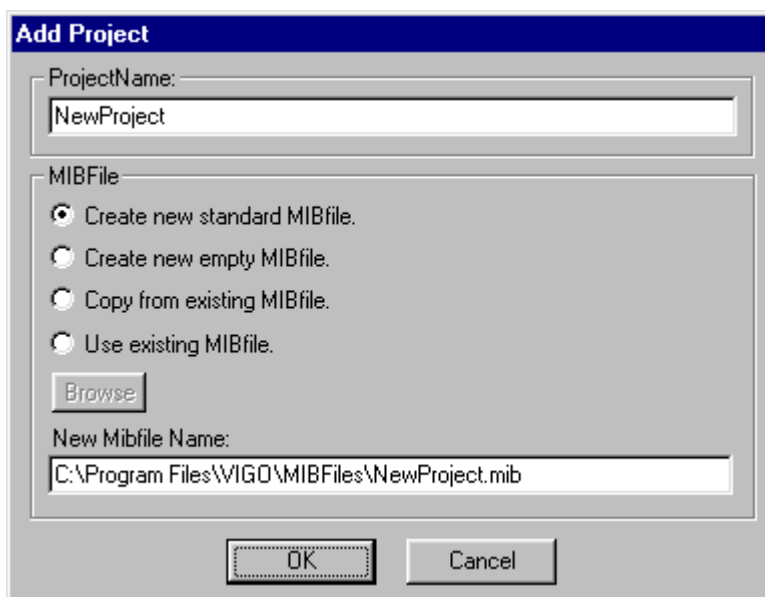 Add Project
ProjectName:
NewProject
MIBFile
Create new standard MIBfile.
Create new empty MIBfile.
Copy from existing MIBfile.
Use existing MIBfile.
Browse
New Mibfile Name:
C:\Program Files\VIGO\MIBFiles\NewProject.mib
OK
Cancel